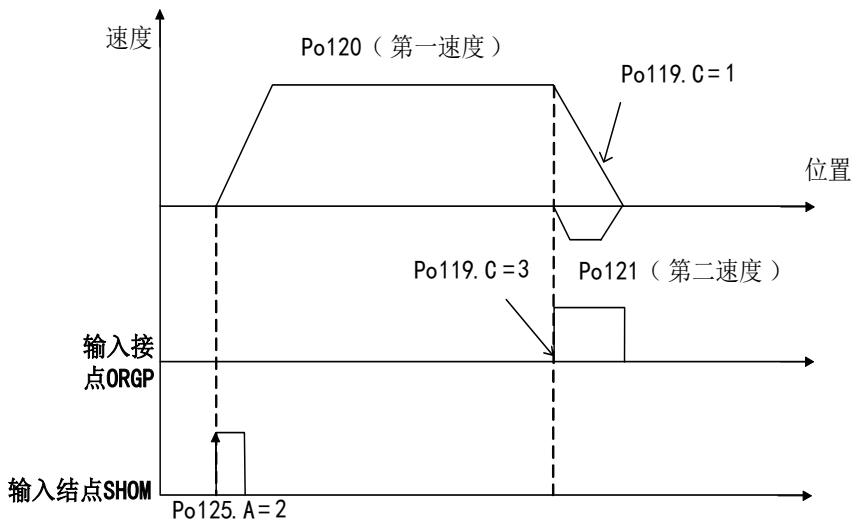 速度
Po120（第一速度）
Po119.C=1
位置
Po119.C=3
Po121（第二速度）
输入接
点ORGP
输入结点SHOM
Po125.A=2